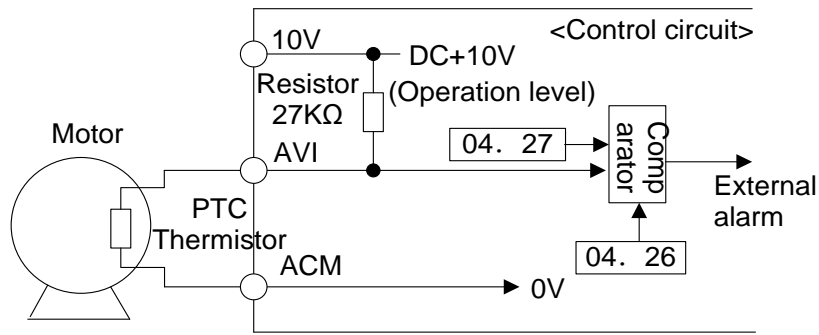 <Control circuit>
10V
DC+10V
Resistor
27KΩ
(Operation level)
Motor
AVI
04. 27
Comp
arator
External
alarm
PTC
Thermistor
04. 26
ACM
0V